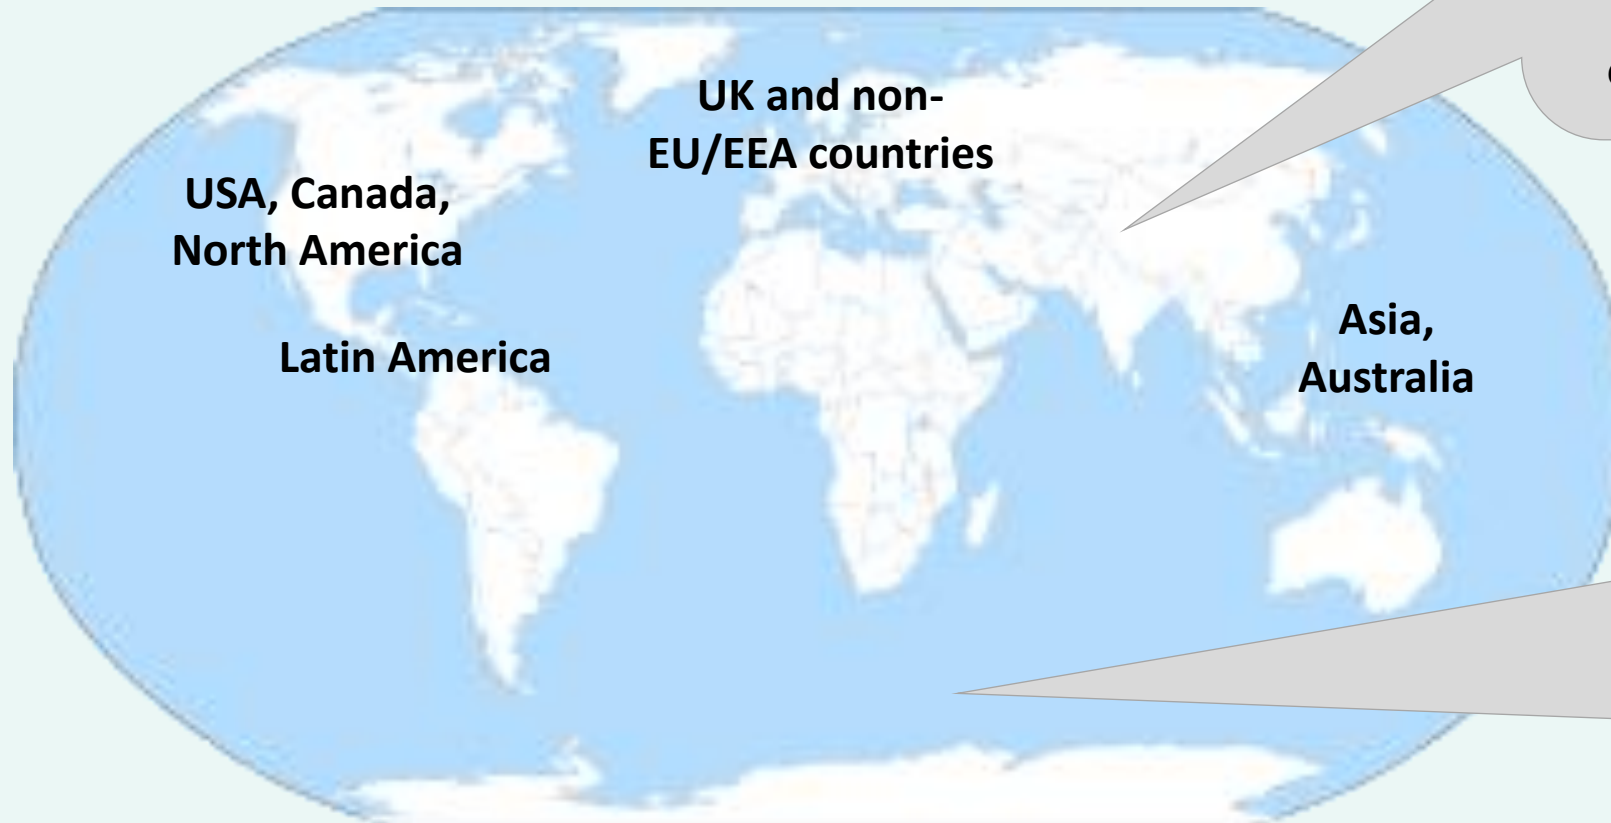 UK and non-
EU/EEA countries
USA, Canada,
North America
Latin America
Asia,
Australia